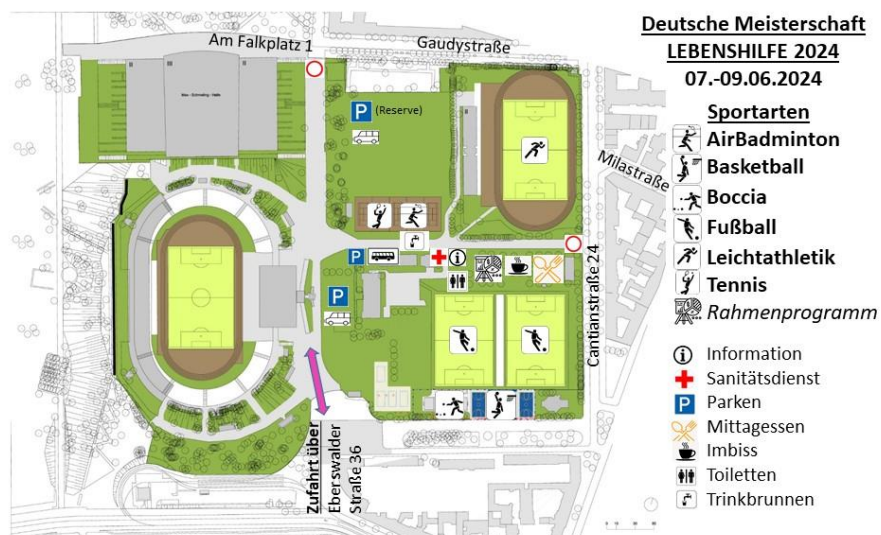 Deutsche Meisterschaft
LEBENSHILFE 2024
07.-09.06.2024
Sportarten
AirBadminton
Basketball
Boccia
Fußball
Leichtathletik
Tennis
Rahmenprogramm
Information
Sanitätsdienst
P Parken
Mittagessen
Imbiss
Toiletten
Trinkbrunnen
Am Falkplatz 1
Gaudystraße
P (Reserve)
Milastraße
Cantianstraße 24
P
P
Zufahrt über
Eberswalder
Straße 36